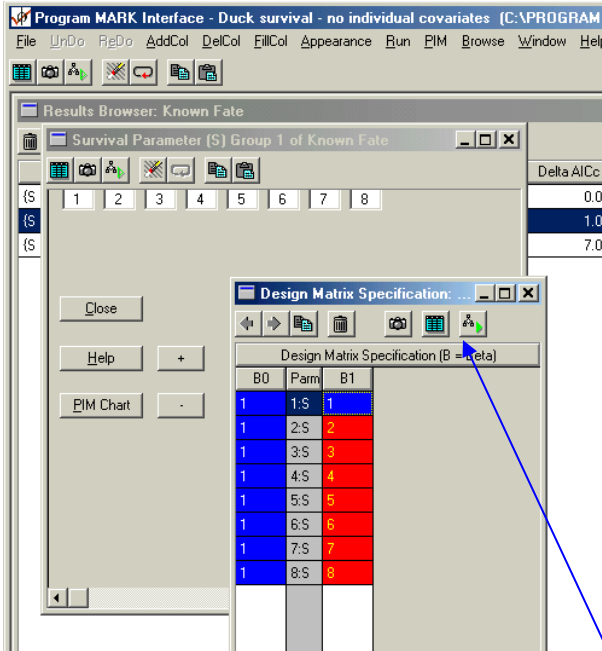 Program MARK Interface - Duck survival - no individual covariates (C:\PROGRAM
File UnDo ReDo AddCol DelCol FillCol Appearance Run PIM Browse Window Help
Results Browser: Known Fate
Survival Parameter (S) Group 1 of Known Fate
Delta AICc
{S 0.0
{S 1.0
{S 7.0
1 2 3 4 5 6 7 8
Close
Help +
PIM Chart -
Design Matrix Specification: ...
Design Matrix Specification (B = Beta)
B0 Parm B1
1 1:S 1
1 2:S 2
1 3:S 3
1 4:S 4
1 5:S 5
1 6:S 6
1 7:S 7
1 8:S 8